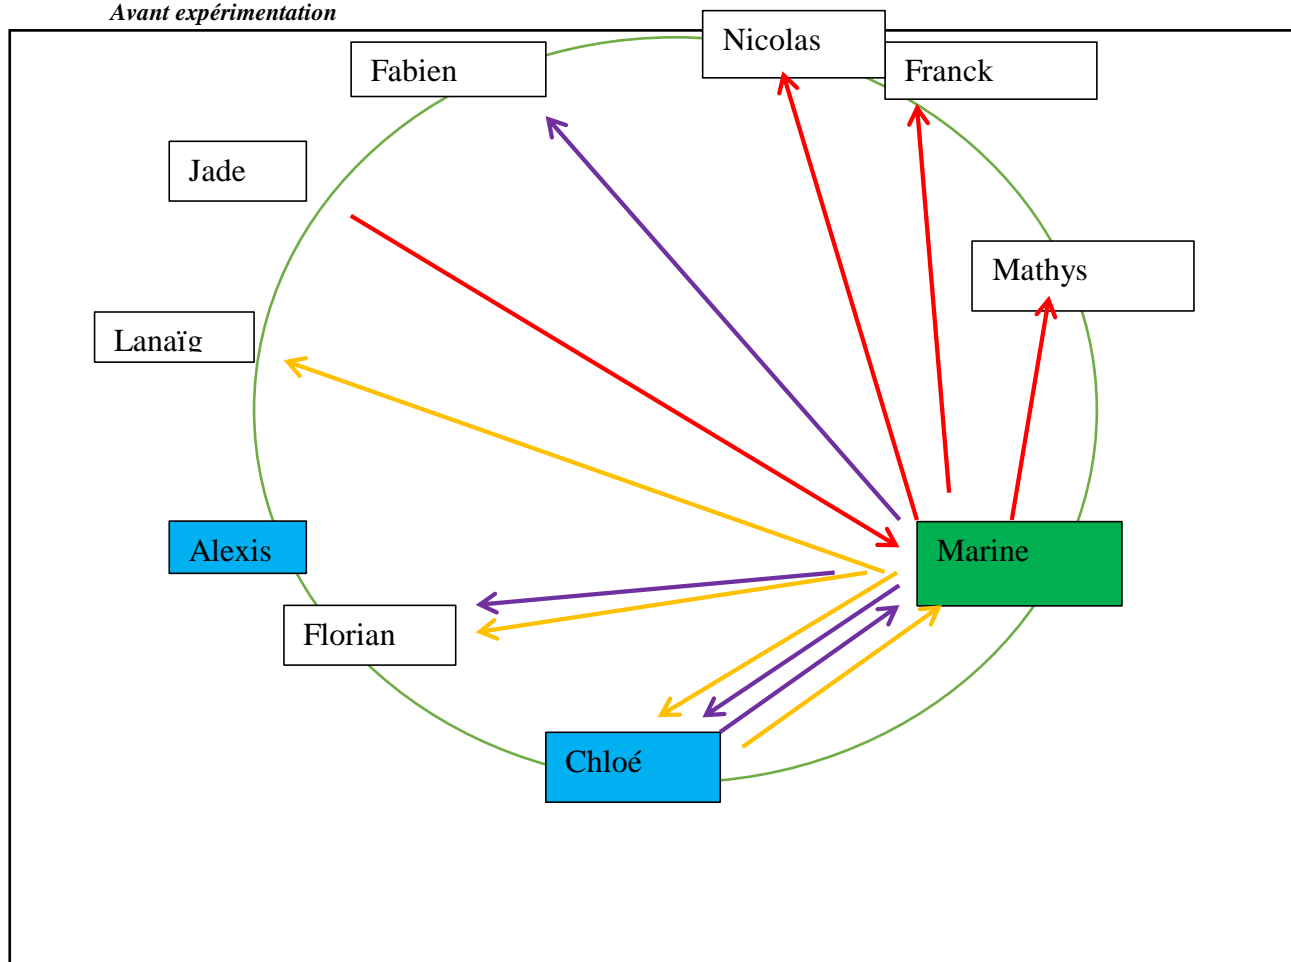 Avant expérimentation
Nicolas
Fabien
Franck
Jade
Mathys
Lanaïg
Alexis
Marine
Florian
Chloé